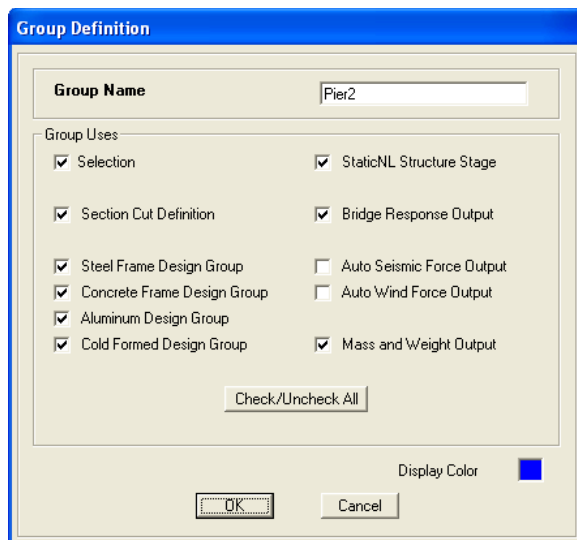 Group Definition
Group Name
Pier2
Group Uses
Selection
StaticNL Structure Stage
Section Cut Definition
Bridge Response Output
Steel Frame Design Group
Auto Seismic Force Output
Concrete Frame Design Group
Auto Wind Force Output
Aluminum Design Group
Cold Formed Design Group
Mass and Weight Output
Check/Uncheck All
Display Color
OK
Cancel